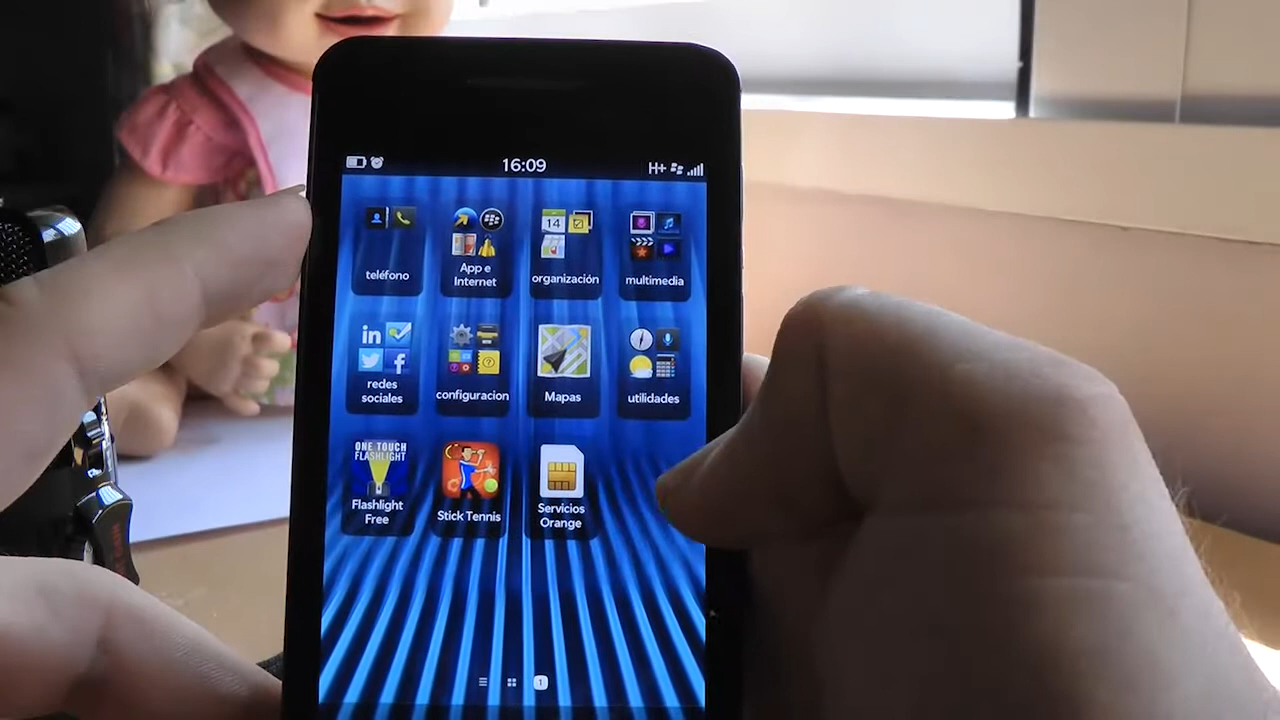 16:09
H+
14
teléfono
App e
Internet
organización
multimedia
in
f
redes
sociales
configuracion
Mapas
utilidades
ONE TOUCH
FLASHLIGHT
Flashlight
Free
Stick Tennis
Servicios
Orange
1